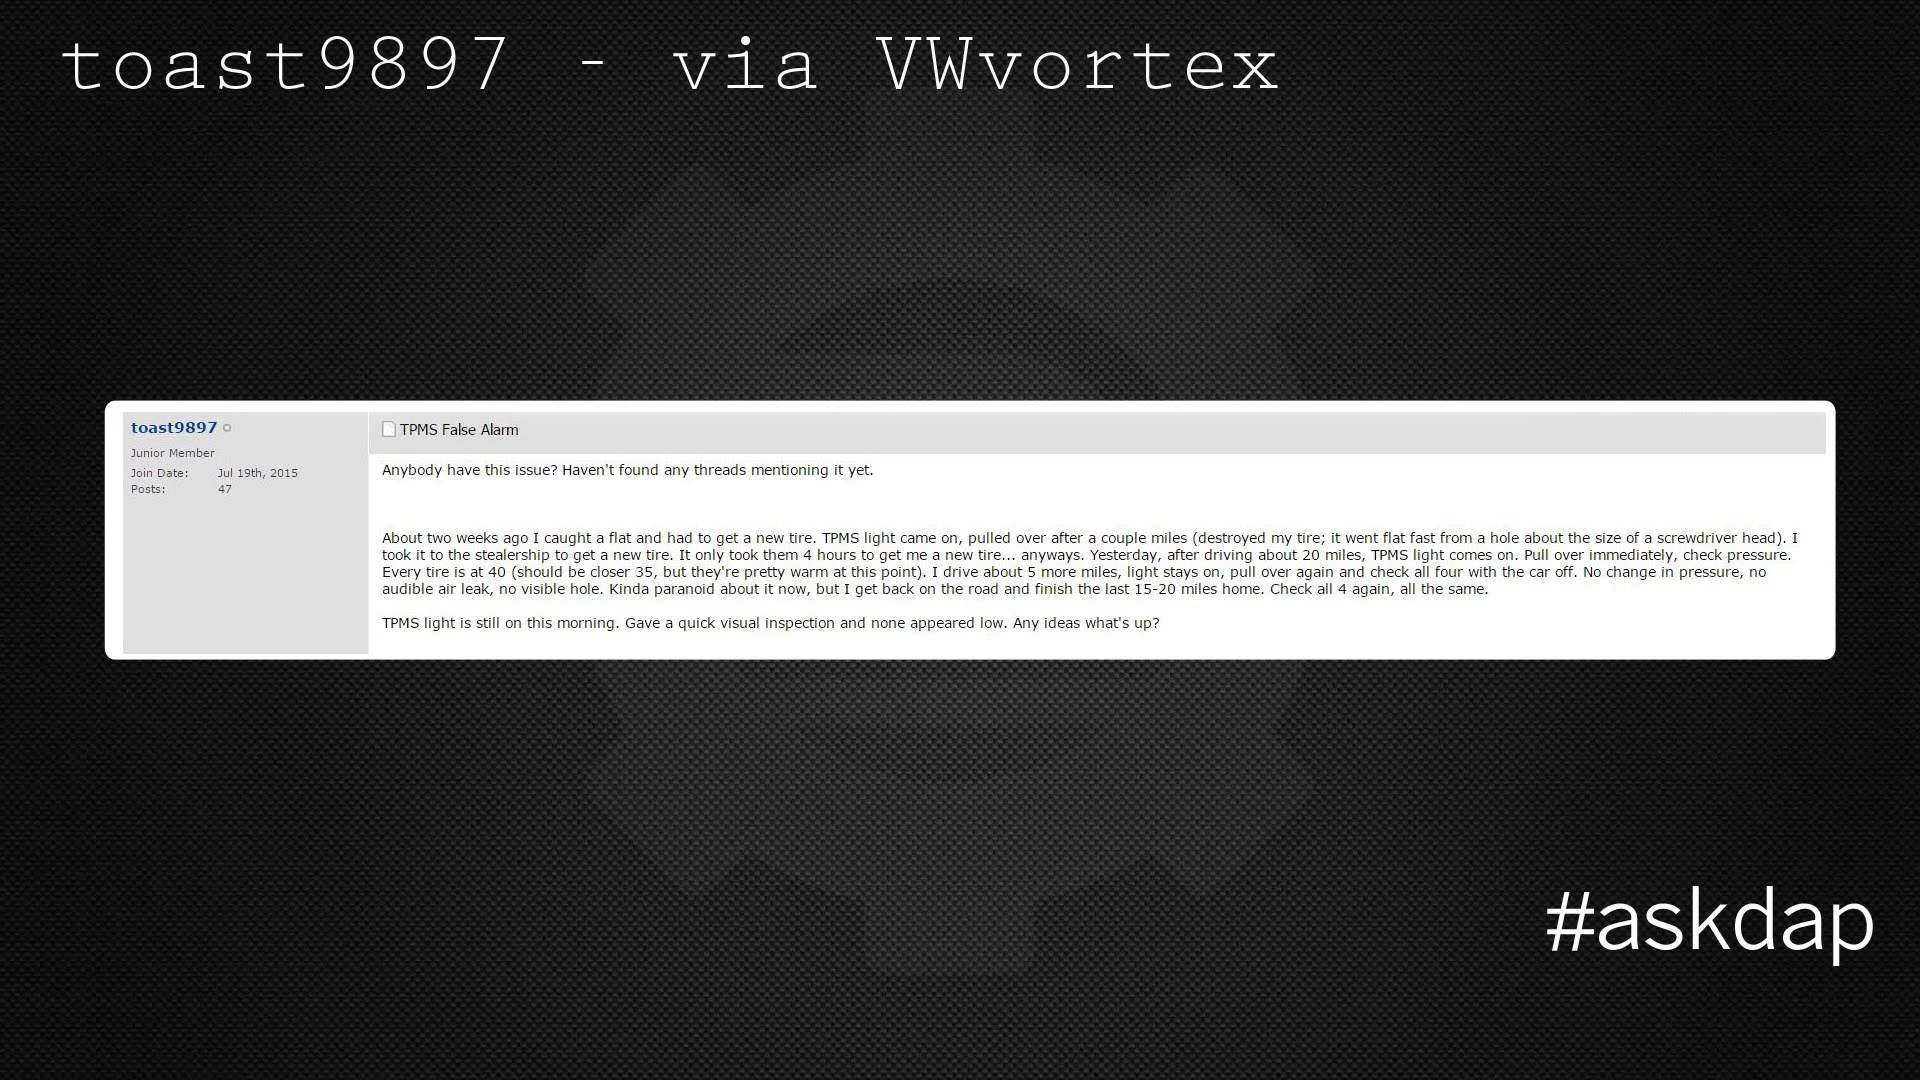 toast9897 - via VWvortex
toast9897
Junior Member
Join Date: Jul 19th, 2015
Posts: 47
TPMS False Alarm
Anybody have this issue? Haven't found any threads mentioning it yet.
About two weeks ago I caught a flat and had to get a new tire. TPMS light came on, pulled over after a couple miles (destroyed my tire; it went flat fast from a hole about the size of a screwdriver head). I
took it to the stealership to get a new tire. It only took them 4 hours to get me a new tire... anyways. Yesterday, after driving about 20 miles, TPMS light comes on. Pull over immediately, check pressure.
Every tire is at 40 (should be closer 35, but they're pretty warm at this point). I drive about 5 more miles, light stays on, pull over again and check all four with the car off. No change in pressure, no
audible air leak, no visible hole. Kinda paranoid about it now, but I get back on the road and finish the last 15-20 miles home. Check all 4 again, all the same.
TPMS light is still on this morning. Gave a quick visual inspection and none appeared low. Any ideas what's up?
#askdap